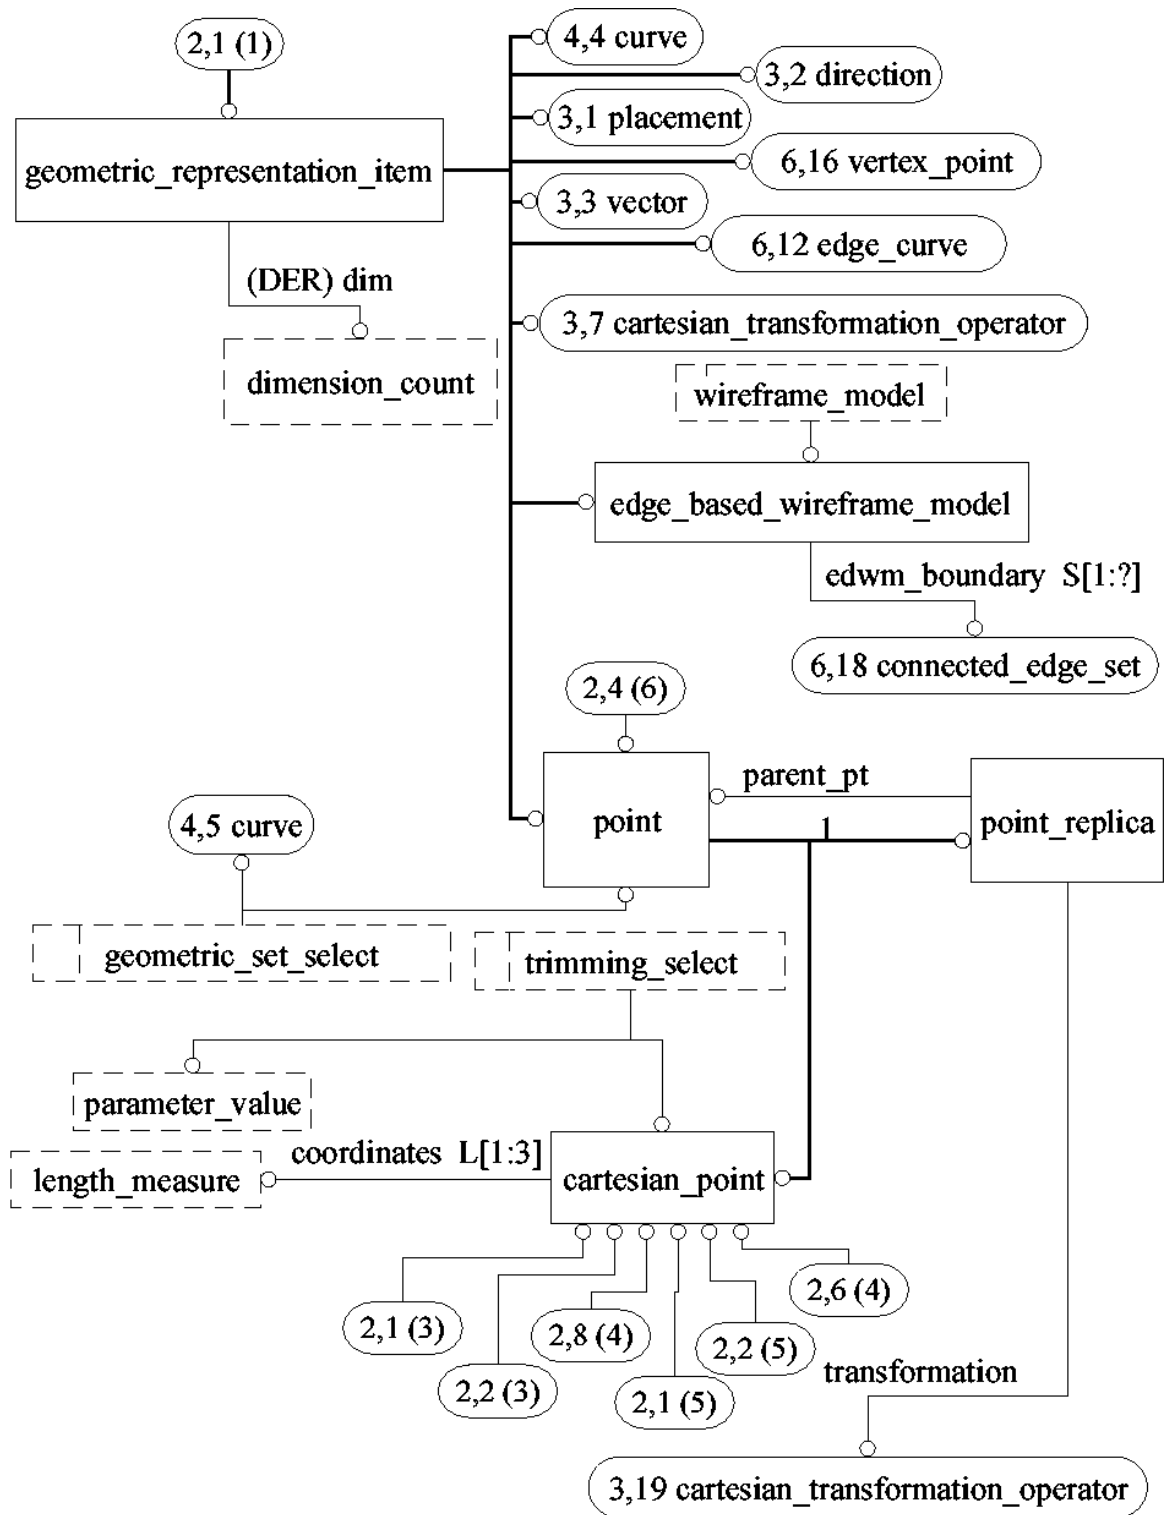 2,1 (1)
4,4 curve
3,2 direction
3,1 placement
geometric_representation_item
6,16 vertex_point
3,3 vector
6,12 edge_curve
(DER) dim
3,7 cartesian_transformation_operator
dimension_count
wireframe_model
edge_based_wireframe_model
edwm_boundary S[1:?]
6,18 connected_edge_set
2,4 (6)
parent_pt
4,5 curve
point
1
point_replica
geometric_set_select
trimming_select
parameter_value
coordinates L[1:3]
length_measure
cartesian_point
2,6 (4)
2,1 (3)
2,8 (4)
2,2 (5)
2,2 (3)
2,1 (5)
transformation
3,19 cartesian_transformation_operator